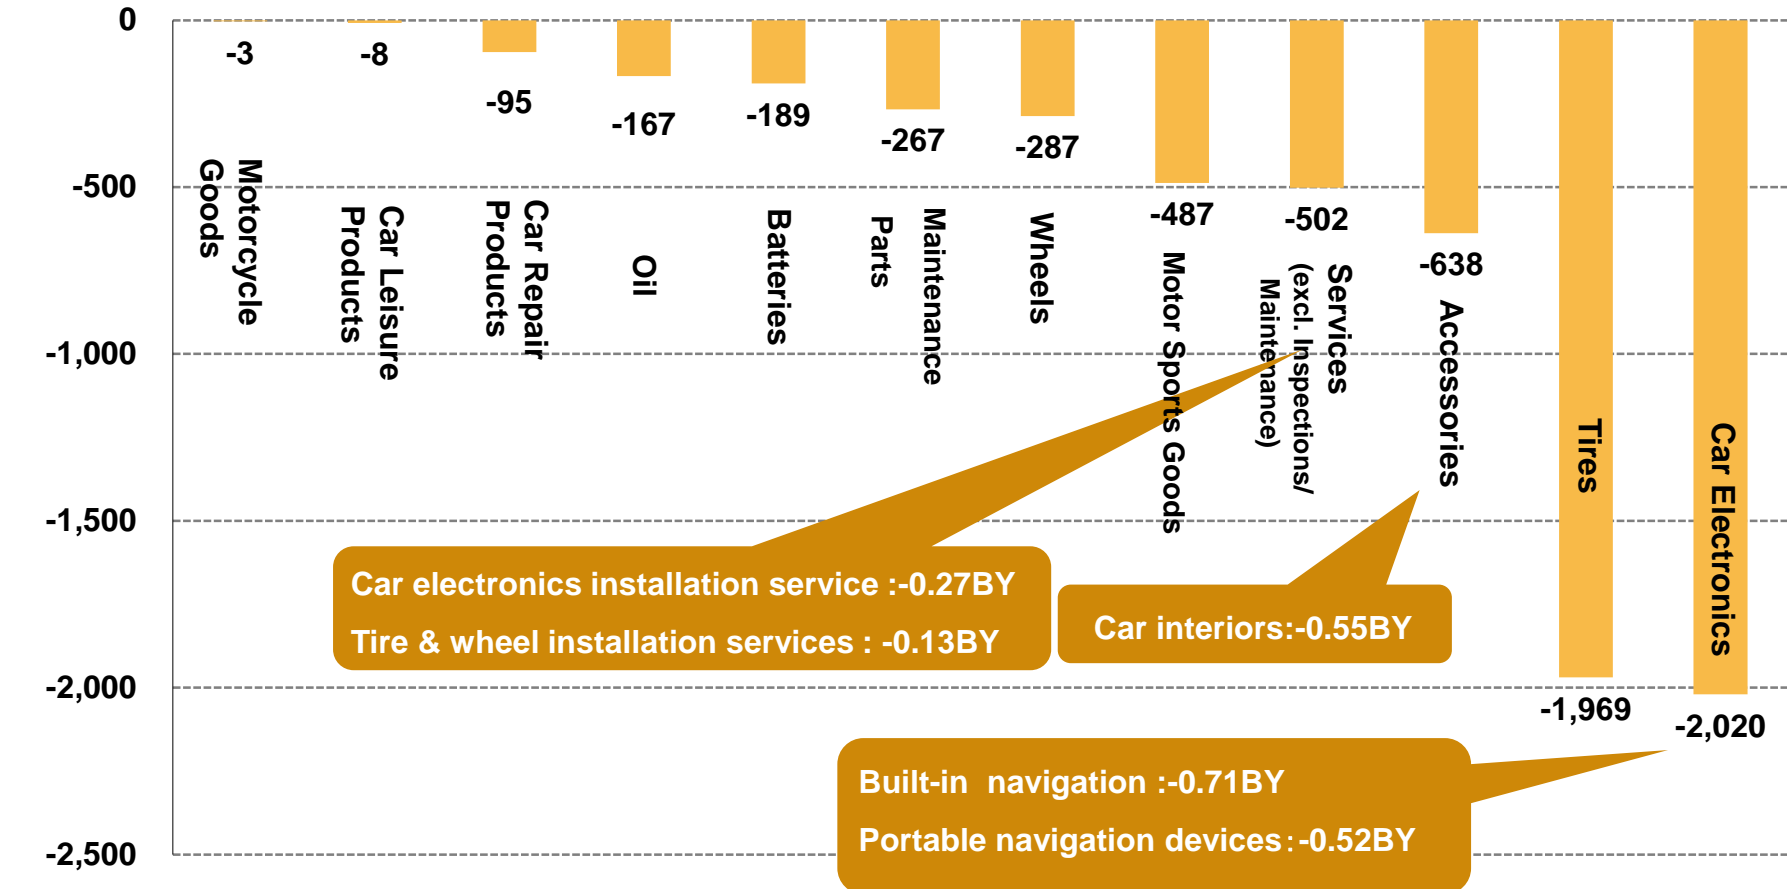 0
-500
-1,000
-1,500
-2,000
-2,500
-3
-8
-95
-167
-189
-267
-287
-487
-502
-638
-1,969
-2,020
Motorcycle
Goods
Car Leisure
Products
Car Repair
Products
Oil
Batteries
Maintenance
Parts
Wheels
Motor Sports Goods
Services
(excl. Inspections/
Maintenance)
Accessories
Tires
Car Electronics
Car electronics installation service :-0.27BY
Tire & wheel installation services : -0.13BY
Car interiors:-0.55BY
Built-in  navigation :-0.71BY
Portable navigation devices：-0.52BY